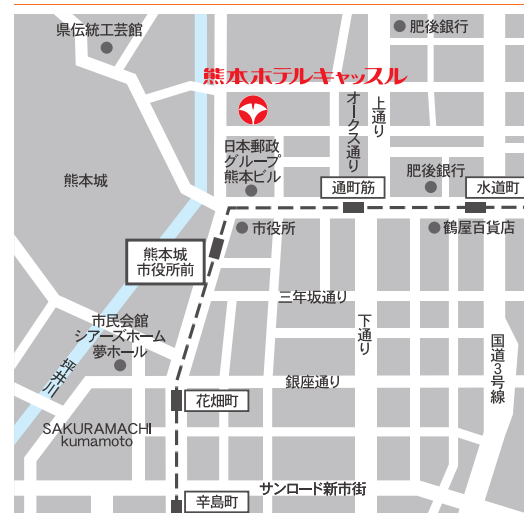 県伝統工芸館
肥後銀行
熊本ホテルキャッスル
オークス通り
上通り
日本郵政
グループ
熊本ビル
熊本城
通町筋
肥後銀行
水道町
市役所
鶴屋百貨店
熊本城
市役所前
三年坂通り
市民会館
シアーズホーム
夢ホール
下通り
国道3号線
坪井川
銀座通り
花畑町
SAKURAMACHI
kumamoto
サンロード新市街
辛島町